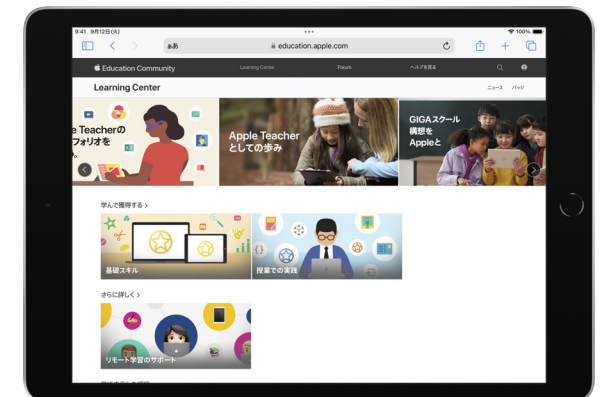 9:41 9月12日(火)
100%
ぁあ
education.apple.com
Education Community
Learning Center
Forum
ヘルプを見る
Learning Center
ニュース
バッジ
e Teacherの
フォリオを
Apple Teacher
としての歩み
GIGAスクール
構想を
Appleと
学んで獲得する >
基礎スキル
授業での実践
さらに詳しく >
リモート学習のサポート